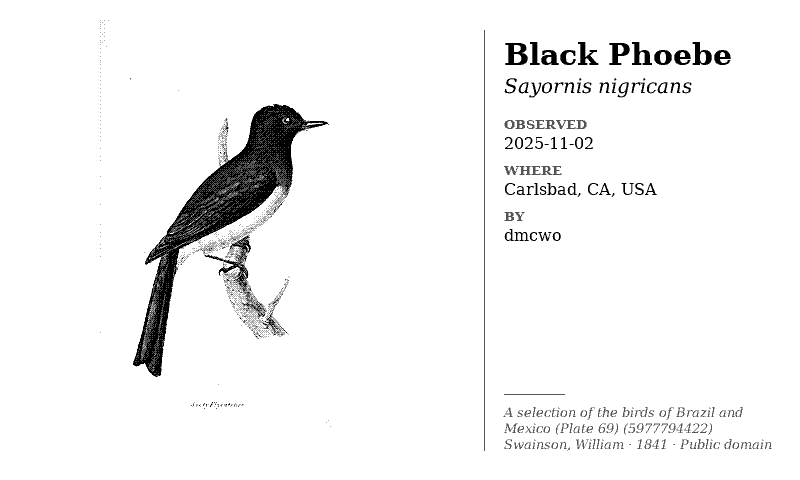 Black Phoebe
Sayornis nigricans
OBSERVED
2025-11-02
WHERE
Carlsbad, CA, USA
BY
dmcwo
A selection of the birds of Brazil and
Mexico (Plate 69) (5977794422)
Swainson, William · 1841 · Public domain